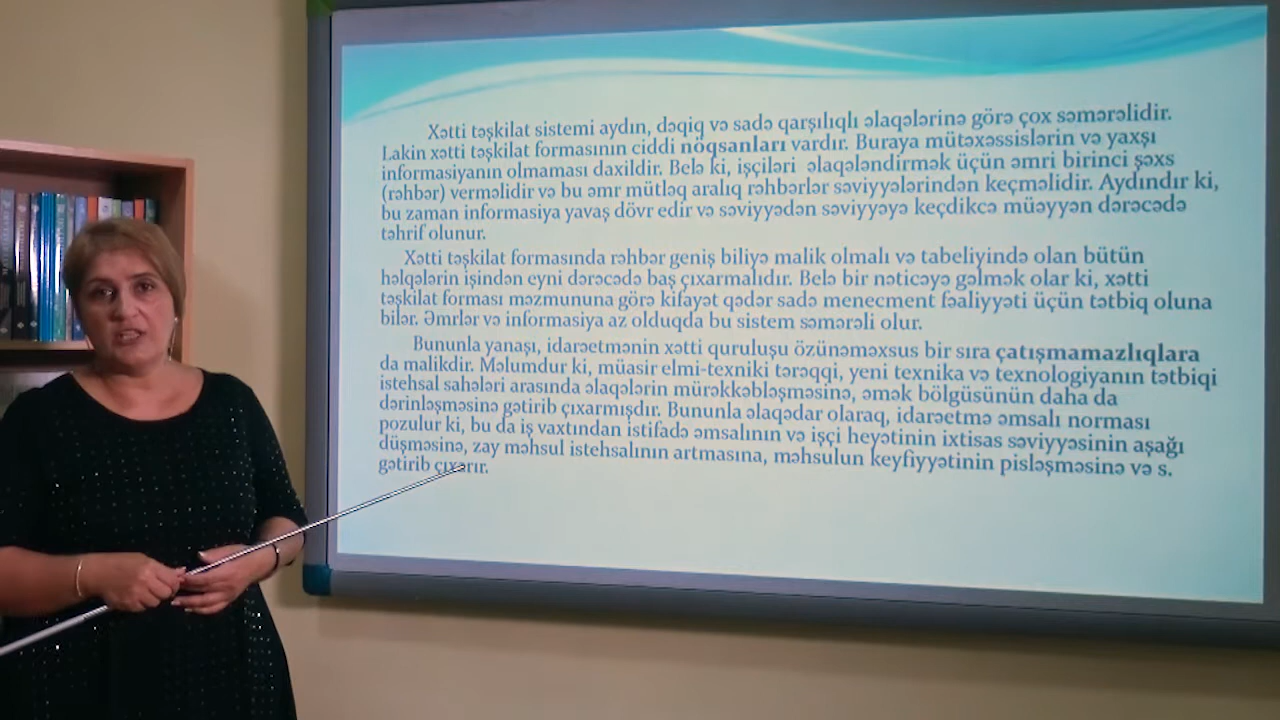 Xətti təşkilat sistemi aydın, dəqiq və sadə qarşılıqlı əlaqələrinə görə çox səmərəlidir.
Lakin xətti təşkilat formasının ciddi nöqsanları vardır. Buraya mütəxəssislərin və yaxşı
informasiyanın olmaması daxildir. Belə ki, işçiləri əlaqələndirmək üçün əmri birinci şəxs
(rəhbər) verməlidir və bu əmr mütləq aralıq rəhbərlər səviyyələrindən keçməlidir. Aydındır ki,
bu zaman informasiya yavaş dövr edir və səviyyədən səviyyəyə keçdikcə müəyyən dərəcədə
təhrif olunur.
Xətti təşkilat formasında rəhbər geniş biliyə malik olmalı və tabeliyində olan bütün
həlqələrin işindən eyni dərəcədə baş çıxarmalıdır. Belə bir nəticəyə gəlmək olar ki, xətti
təşkilat forması məzmununa görə kifayət qədər sadə menecment fəaliyyəti üçün tətbiq oluna
bilər. Əmrlər və informasiya az olduqda bu sistem səmərəli olur.
Bununla yanaşı, idarəetmənin xətti quruluşu özünəməxsus bir sıra çatışmamazlıqlara
da malikdir. Məlumdur ki, müasir elmi-texniki tərəqqi, yeni texnika və texnologiyanın tətbiqi
istehsal sahələri arasında əlaqələrin mürəkkəbləşməsinə, əmək bölgüsünün daha da
dərinləşməsinə gətirib çıxarmışdır. Bununla əlaqədar olaraq, idarəetmə əmsalı norması
pozulur ki, bu da iş vaxtından istifadə əmsalının və işçi heyətinin ixtisas səviyyəsinin aşağı
düşməsinə, zay məhsul istehsalının artmasına, məhsulun keyfiyyətinin pisləşməsinə və s.
gətirib çıxarır.